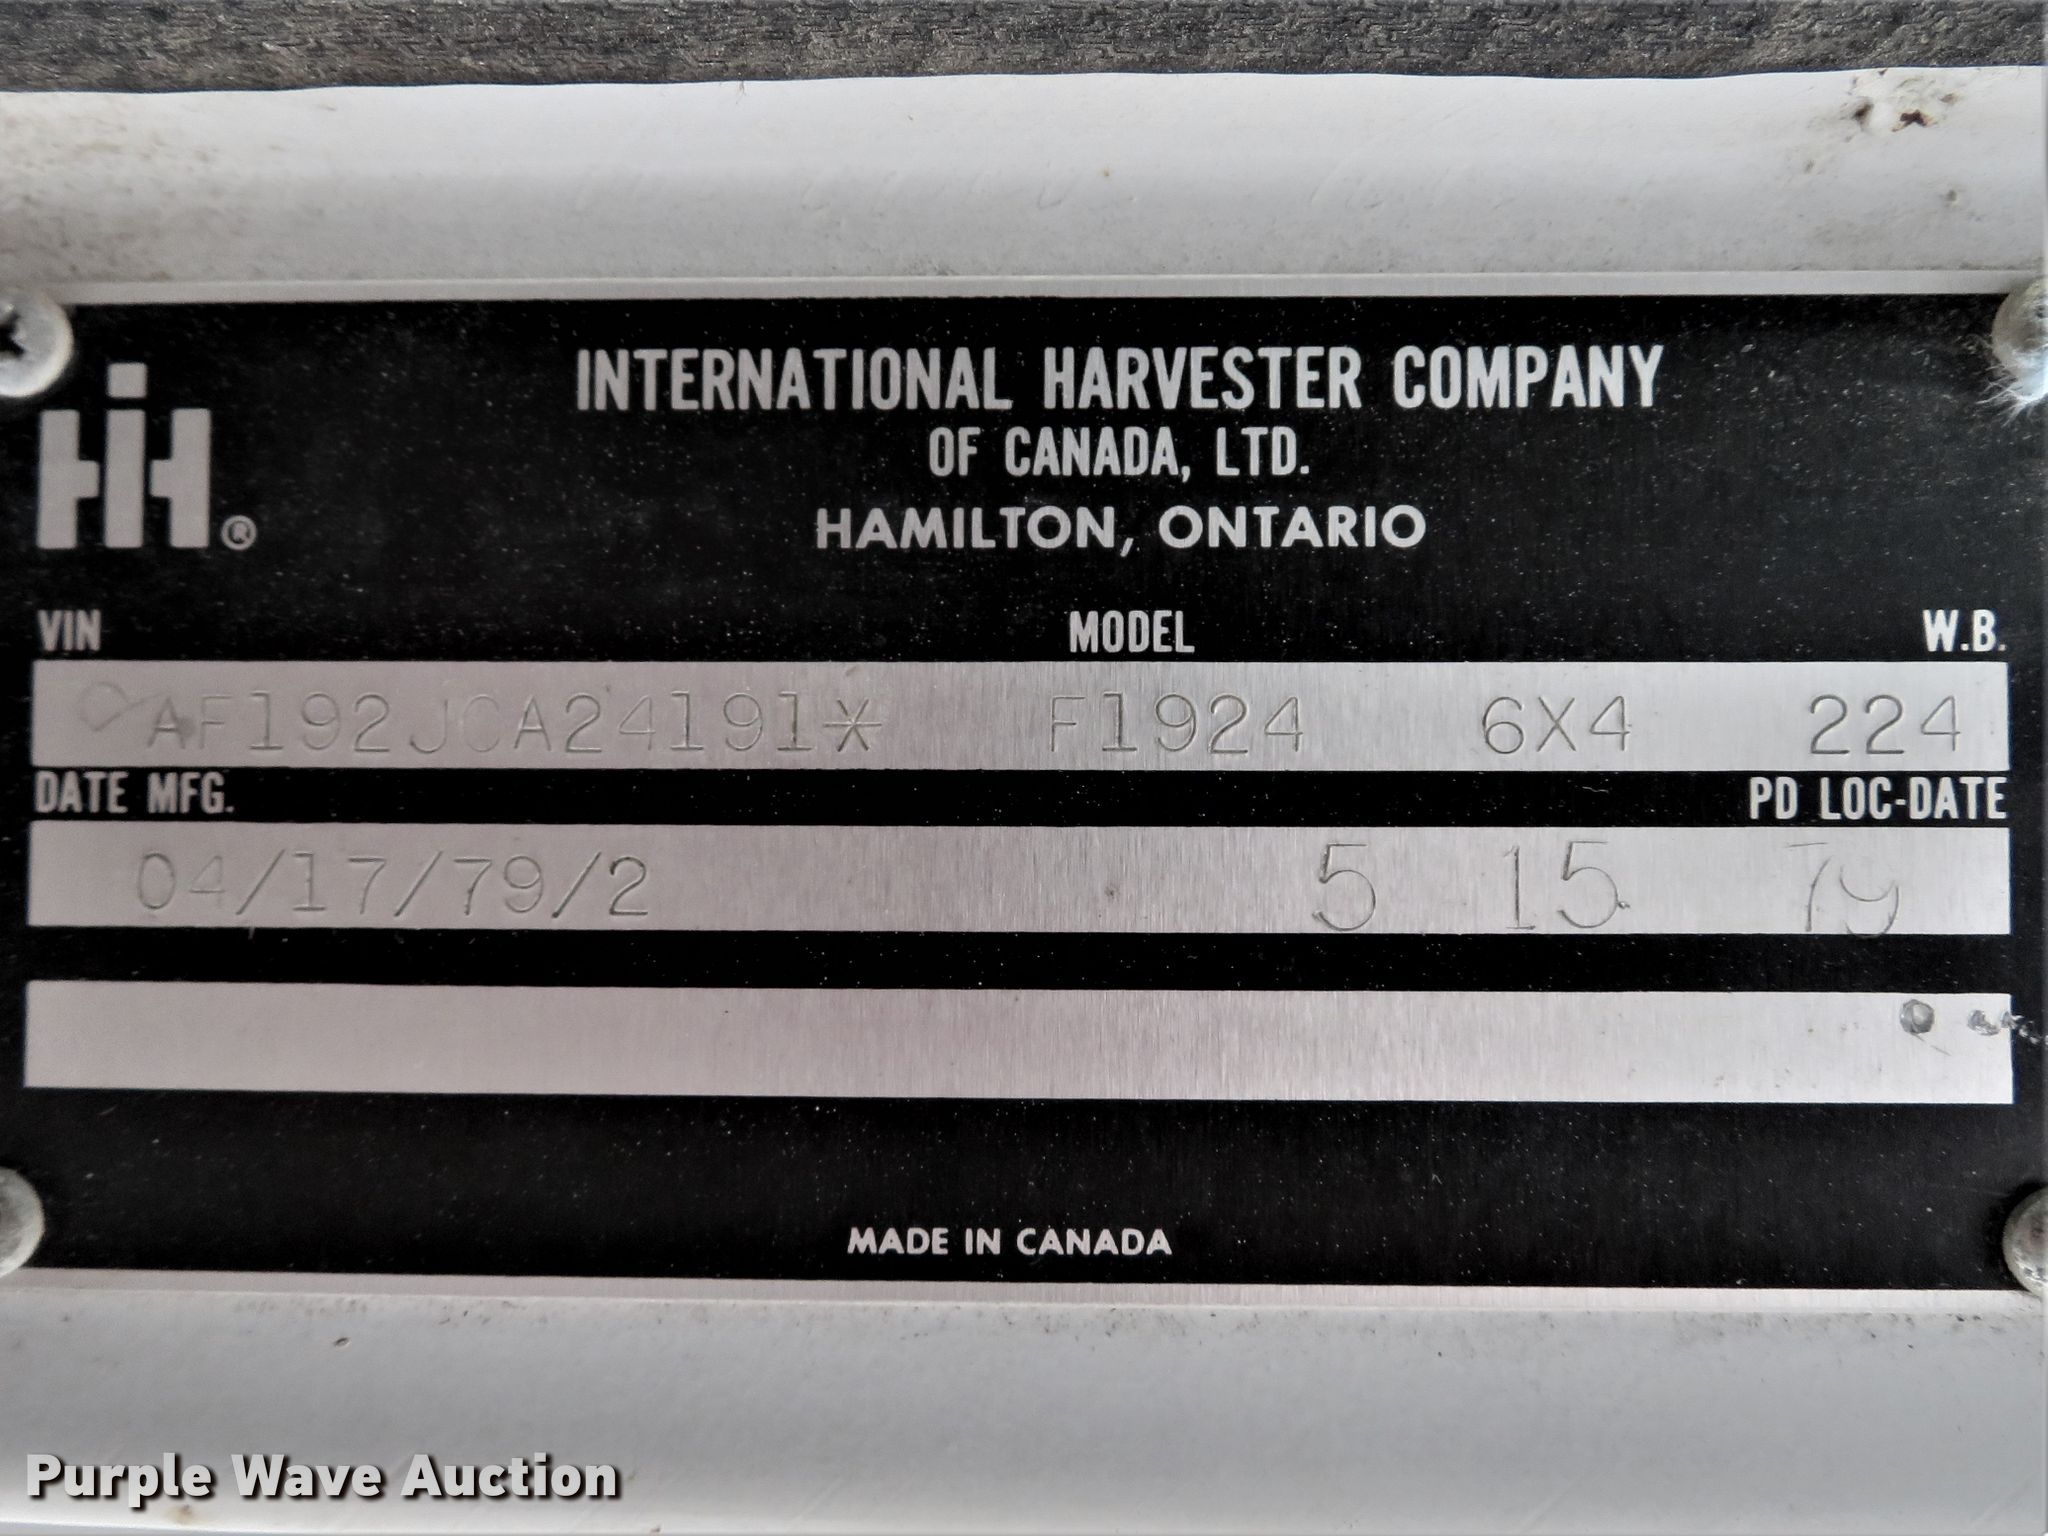 IH®
INTERNATIONAL HARVESTER COMPANY
OF CANADA, LTD.
HAMILTON, ONTARIO
VIN MODEL W.B.
AF192JCA24191* F1924 6X4 224
DATE MFG. PD LOC-DATE
04/17/79/2 5 15 79
MADE IN CANADA
Purple Wave Auction